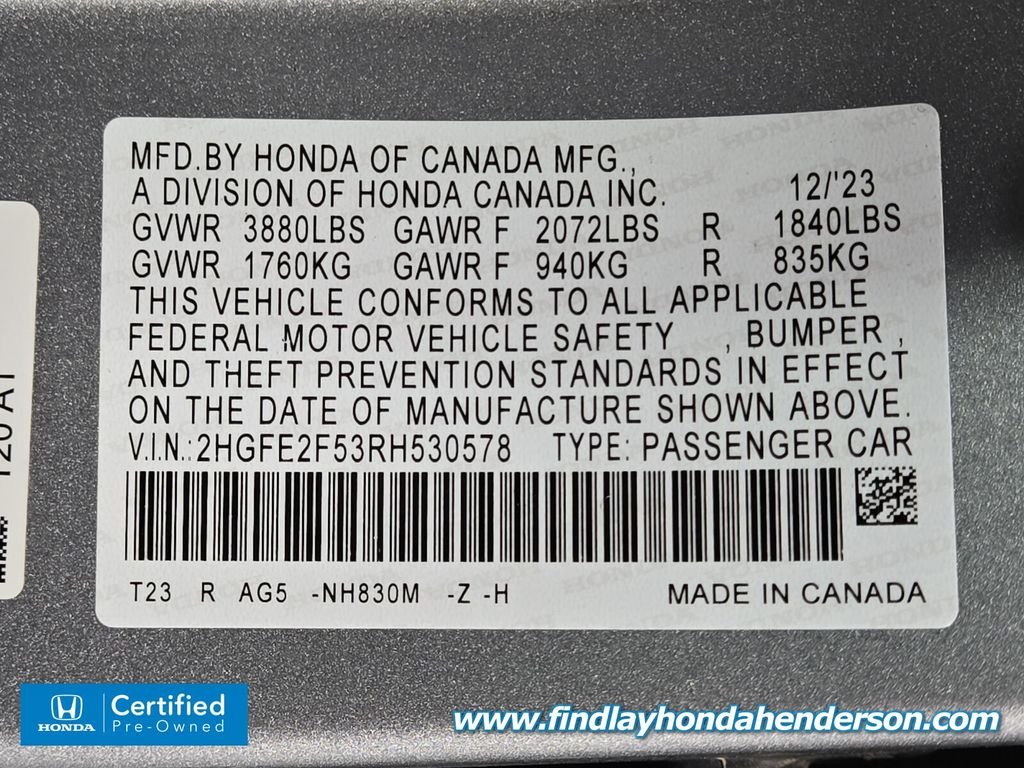 MFD.BY HONDA OF CANADA MFG.,
A DIVISION OF HONDA CANADA INC. 12/'23
GVWR 3880LBS GAWR F 2072LBS R 1840LBS
GVWR 1760KG GAWR F 940KG R 835KG
THIS VEHICLE CONFORMS TO ALL APPLICABLE
FEDERAL MOTOR VEHICLE SAFETY , BUMPER ,
AND THEFT PREVENTION STANDARDS IN EFFECT
ON THE DATE OF MANUFACTURE SHOWN ABOVE.
V.I.N.:2HGFE2F53RH530578 TYPE: PASSENGER CAR
T23 R AG5 -NH830M -Z -H MADE IN CANADA
HONDA
Certified
Pre-Owned
www.findlayhondahenderson.com